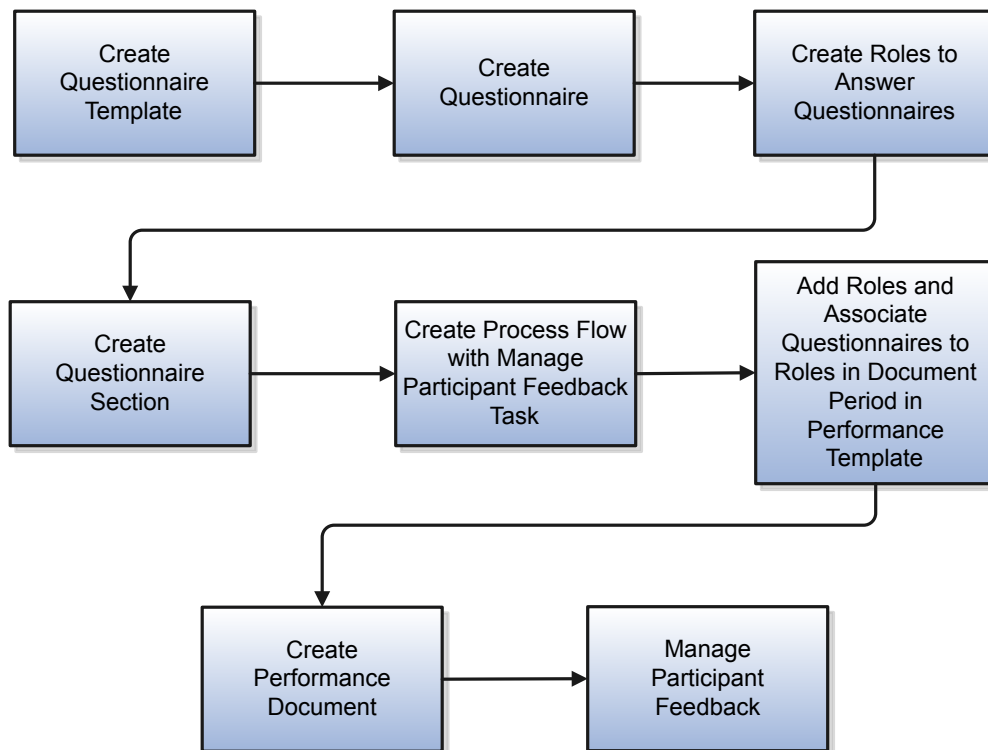 Create
Questionnaire
Template
Create
Questionnaire
Create Roles to
Answer
Questionnaires
Create
Questionnaire
Section
Create Process Flow
with Manage
Participant Feedback
Task
Add Roles and
Associate
Questionnaires to
Roles in Document
Period in
Performance
Template
Create
Performance
Document
Manage
Participant
Feedback